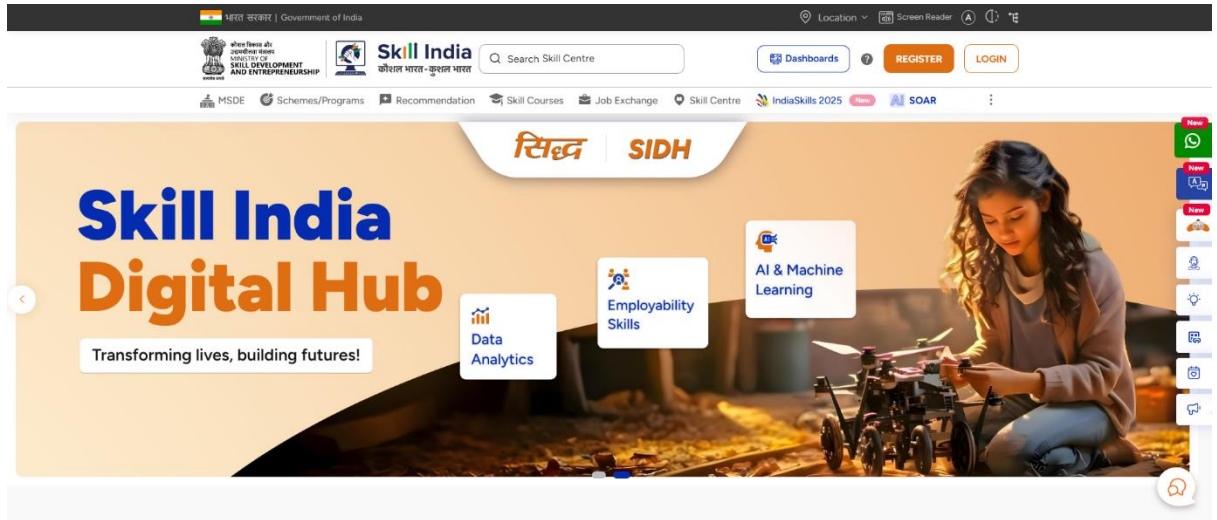 भारत सरकार | Government of India
Location
Screen Reader
A
कौशल विकास और
उद्यमशीलता मंत्रालय
MINISTRY OF
SKILL DEVELOPMENT
AND ENTREPRENEURSHIP
Skill India
कौशल भारत-कुशल भारत
Search Skill Centre
Dashboards
?
REGISTER
LOGIN
MSDE
Schemes/Programs
Recommendation
Skill Courses
Job Exchange
Skill Centre
IndiaSkills 2025
New
AI SOAR
सिद्ध
SIDH
New
New
New
Skill India
Digital Hub
Transforming lives, building futures!
Data
Analytics
Employability
Skills
AI
AI & Machine
Learning